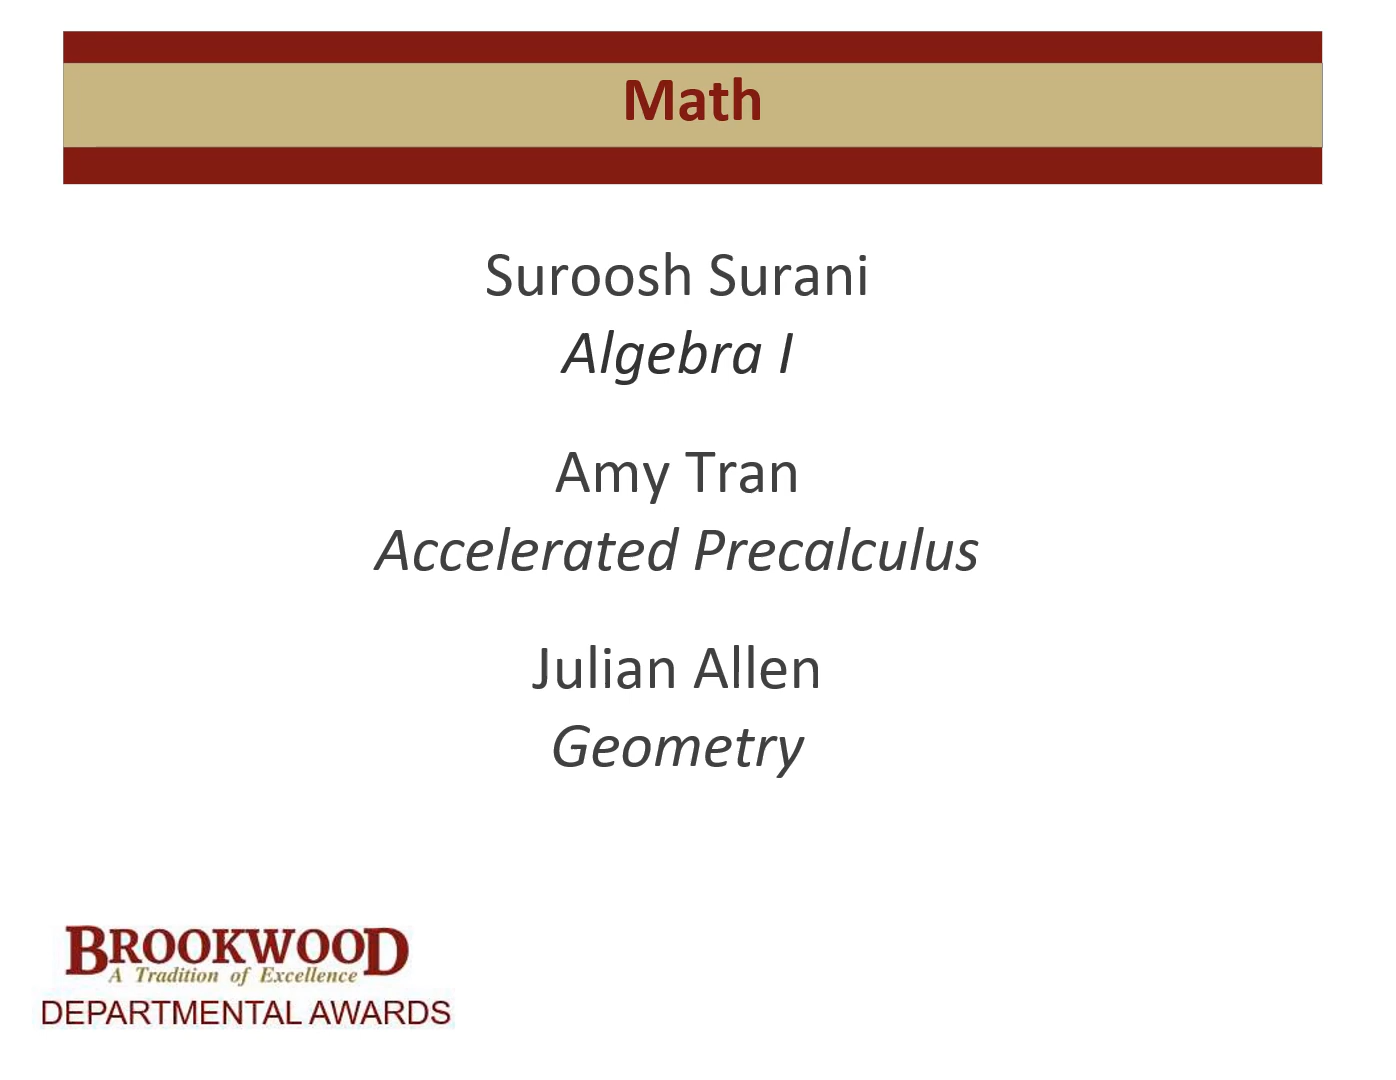 Math
Suroosh Surani
Algebra I
Amy Tran
Accelerated Precalculus
Julian Allen
Geometry
BROOKWOOD
A Tradition of Excellence
DEPARTMENTAL AWARDS